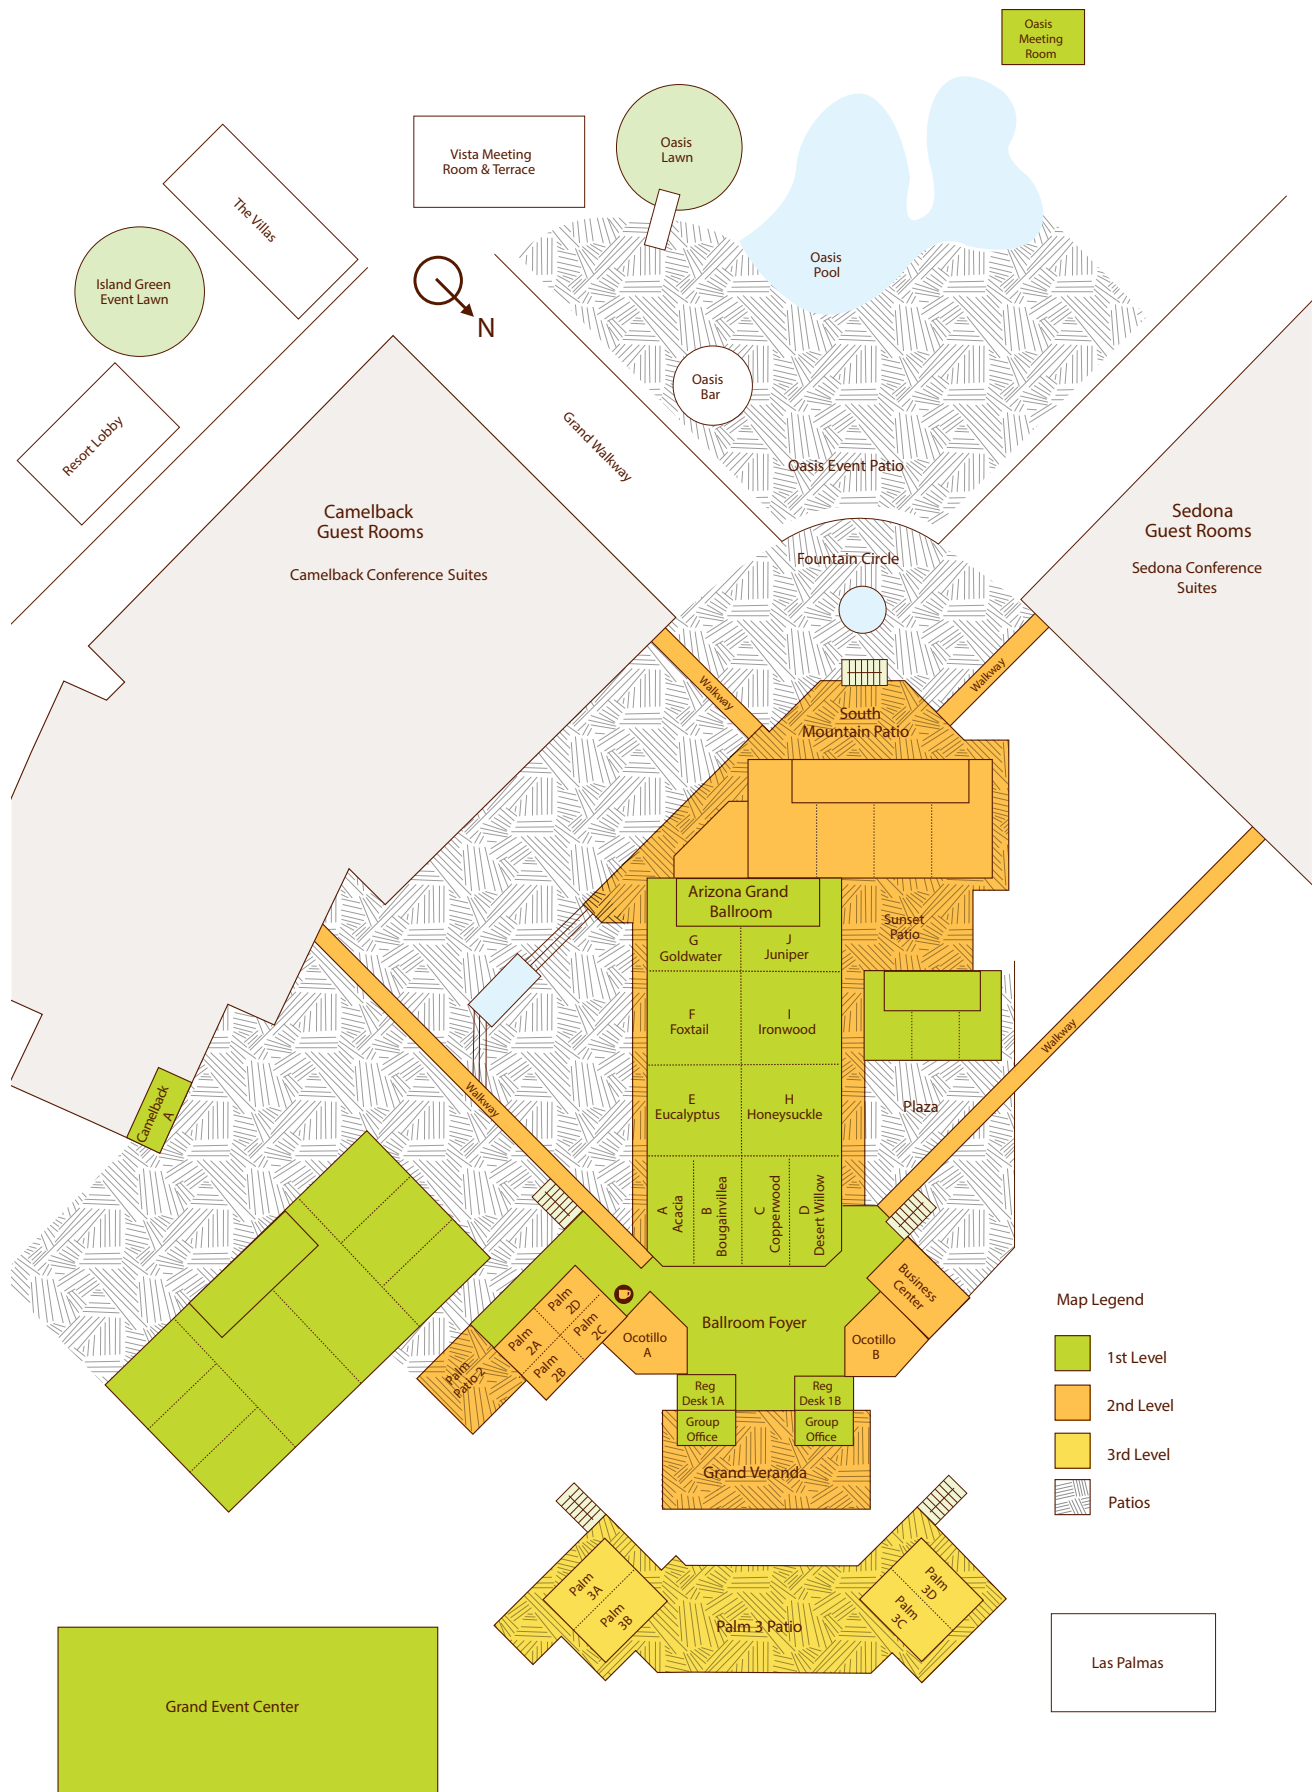 Oasis
Meeting
Room
Vista Meeting
Room & Terrace
Oasis
Lawn
The Villas
Island Green
Event Lawn
Oasis
Pool
N
Resort Lobby
Oasis
Bar
Grand Walkway
Oasis Event Patio
Camelback
Guest Rooms
Camelback Conference Suites
Sedona
Guest Rooms
Sedona Conference
Suites
Fountain Circle
Walkway
Walkway
South
Mountain Patio
Arizona Grand
Ballroom
Sunset
Patio
G
Goldwater
J
Juniper
F
Foxtail
I
Ironwood
Walkway
Walkway
E
Eucalyptus
H
Honeysuckle
Plaza
Camelback
A
A
Acacia
B
Bougainvillea
C
Copperwood
D
Desert Willow
Business
Center
Palm
2D
Palm
2C
Palm
2A
Palm
2B
Palm
Patio 2
Ocotillo
A
Ballroom Foyer
Ocotillo
B
Reg
Desk 1A
Reg
Desk 1B
Group
Office
Group
Office
Grand Veranda
Map Legend
1st Level
2nd Level
3rd Level
Patios
Palm
3A
Palm
3B
Palm 3 Patio
Palm
3D
Palm
3C
Las Palmas
Grand Event Center